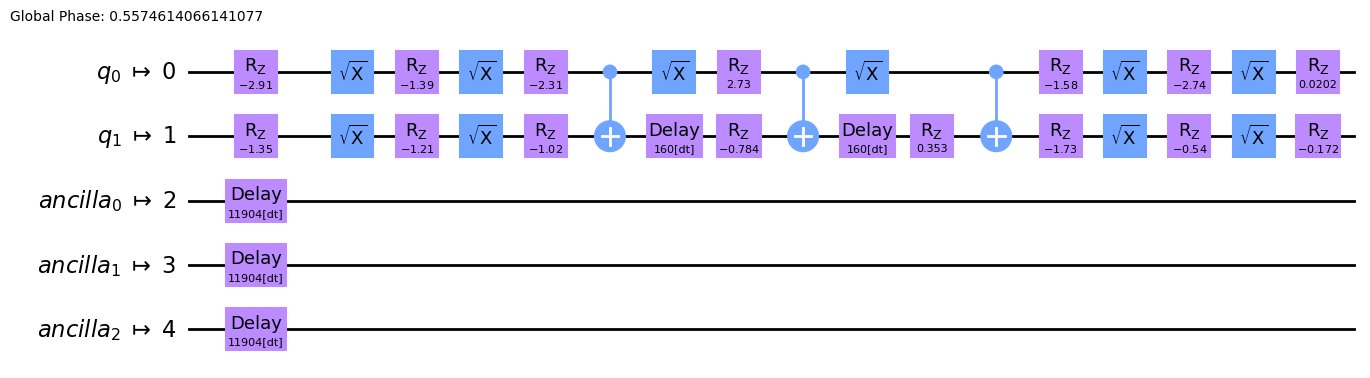 Global Phase: 0.5574614066141077
q0 ↦ 0 RZ −2.91 √X RZ −1.39 √X RZ −2.31 √X RZ 2.73 √X RZ −1.58 √X RZ −2.74 √X RZ 0.0202
q1 ↦ 1 RZ −1.35 √X RZ −1.21 √X RZ −1.02 Delay 160[dt] RZ −0.784 Delay 160[dt] RZ 0.353 RZ −1.73 √X RZ −0.54 √X RZ −0.172
ancilla0 ↦ 2 Delay 11904[dt]
ancilla1 ↦ 3 Delay 11904[dt]
ancilla2 ↦ 4 Delay 11904[dt]